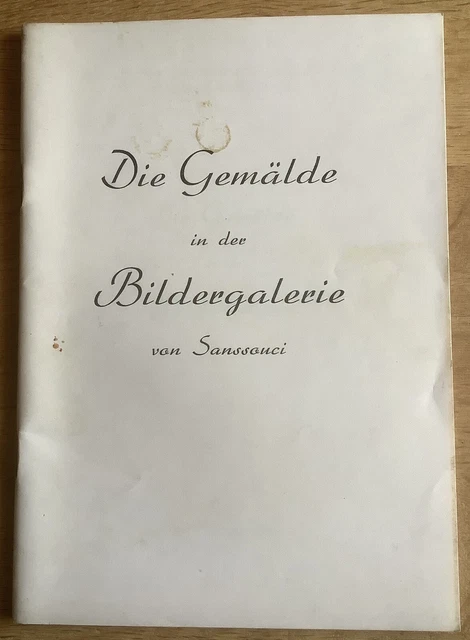 Die Gemälde
in der
Bildergalerie
von Sanssouci